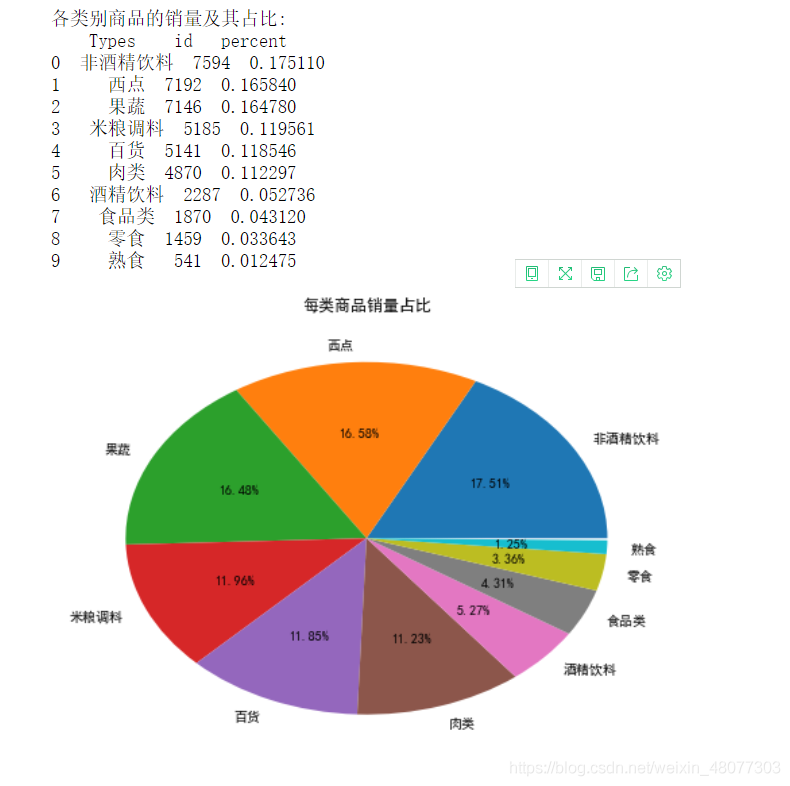 各类别商品的销量及其占比:
Types id percent
0 非酒精饮料 7594 0.175110
1 西点 7192 0.165840
2 果蔬 7146 0.164780
3 米粮调料 5185 0.119561
4 百货 5141 0.118546
5 肉类 4870 0.112297
6 酒精饮料 2287 0.052736
7 食品类 1870 0.043120
8 零食 1459 0.033643
9 熟食 541 0.012475
每类商品销量占比
西点
16.58%
非酒精饮料
果蔬
17.51%
16.48%
1.25%
熟食
3.36%
零食
11.96%
4.31%
5.27%
米粮调料
食品类
11.85%
11.23%
酒精饮料
百货
肉类
https://blog.csdn.net/weixin_48077303